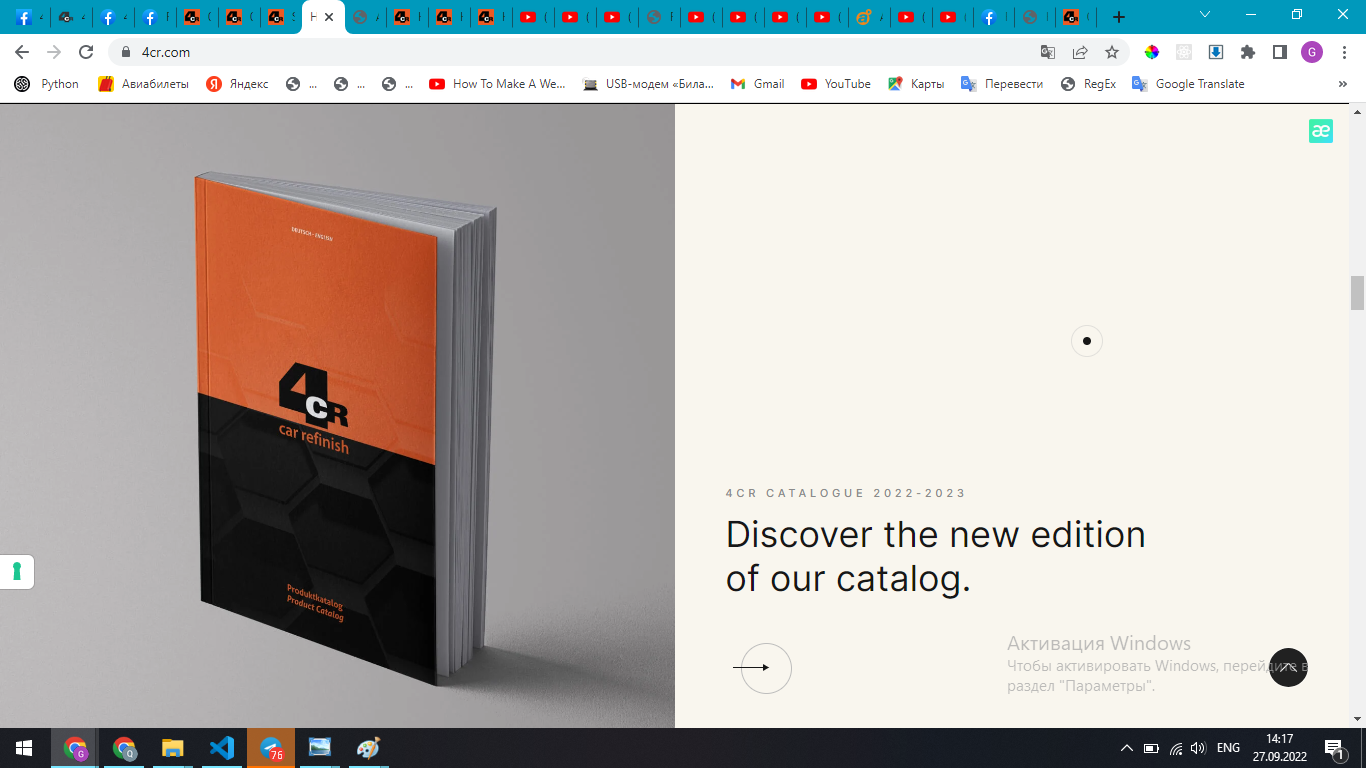 4cr.com
Python
Авиабилеты
Яндекс
...
...
...
How To Make A We...
USB-модем «Била...
Gmail
YouTube
Карты
Перевести
RegEx
Google Translate
»
æ
DEUTSCH - ENGLISH
4CR
car refinish
Produktkatalog
Product Catalog
4CR CATALOGUE 2022-2023
Discover the new edition
of our catalog.
Активация Windows
Чтобы активировать Windows, перейдите в
раздел "Параметры".
76
ENG
14:17
27.09.2022
1